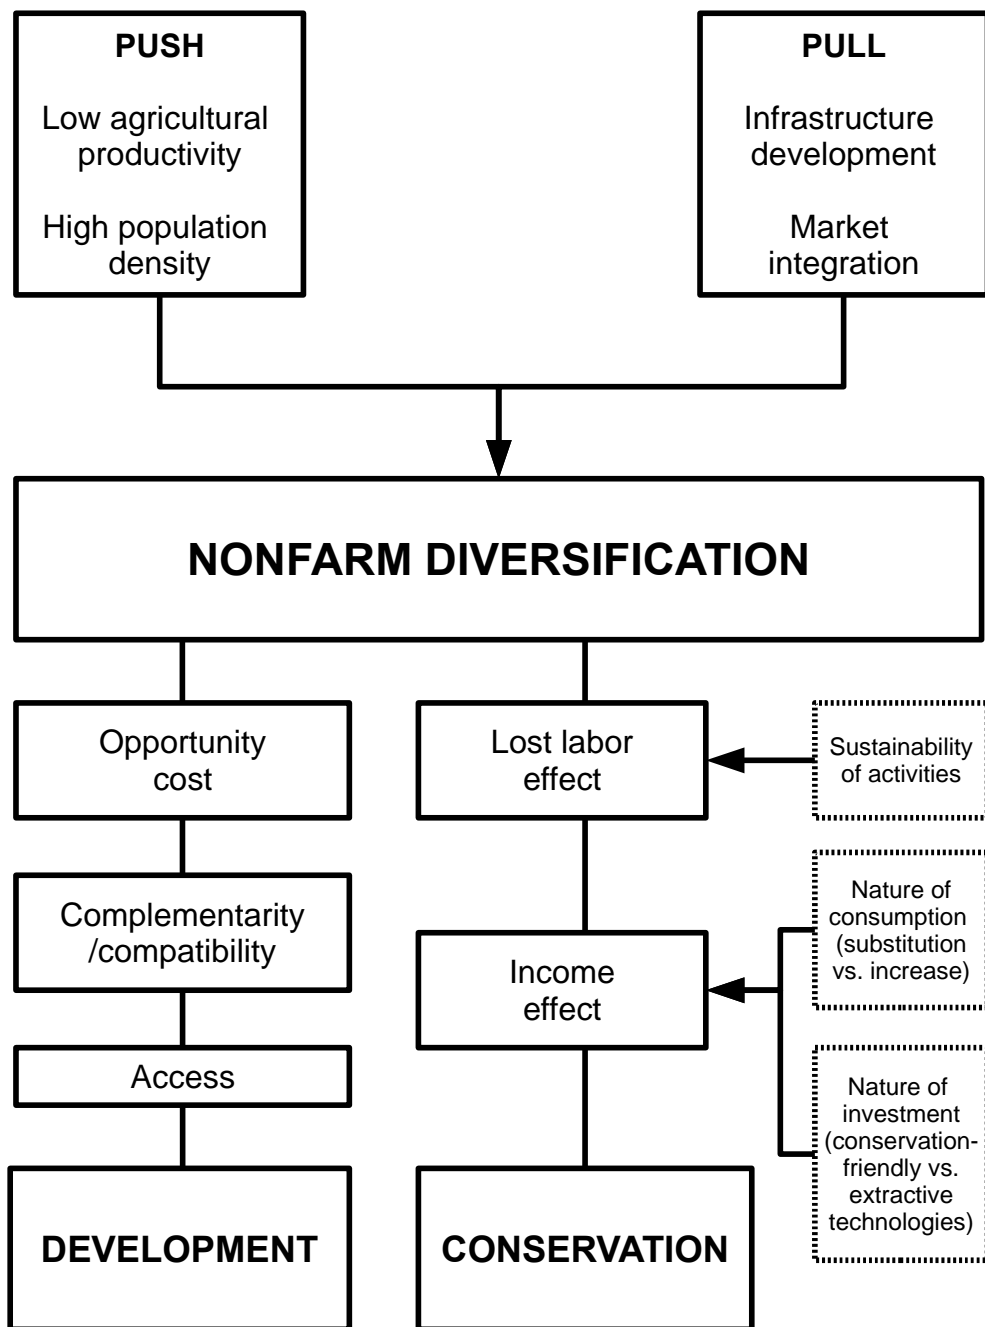 PUSH
Low agricultural
productivity
High population
density
PULL
Infrastructure
development
Market
integration
NONFARM DIVERSIFICATION
Opportunity
cost
Complementarity
/compatibility
Access
DEVELOPMENT
Lost labor
effect
Income
effect
CONSERVATION
Sustainability
of activities
Nature of
consumption
(substitution
vs. increase)
Nature of
investment
(conservation-
friendly vs.
extractive
technologies)